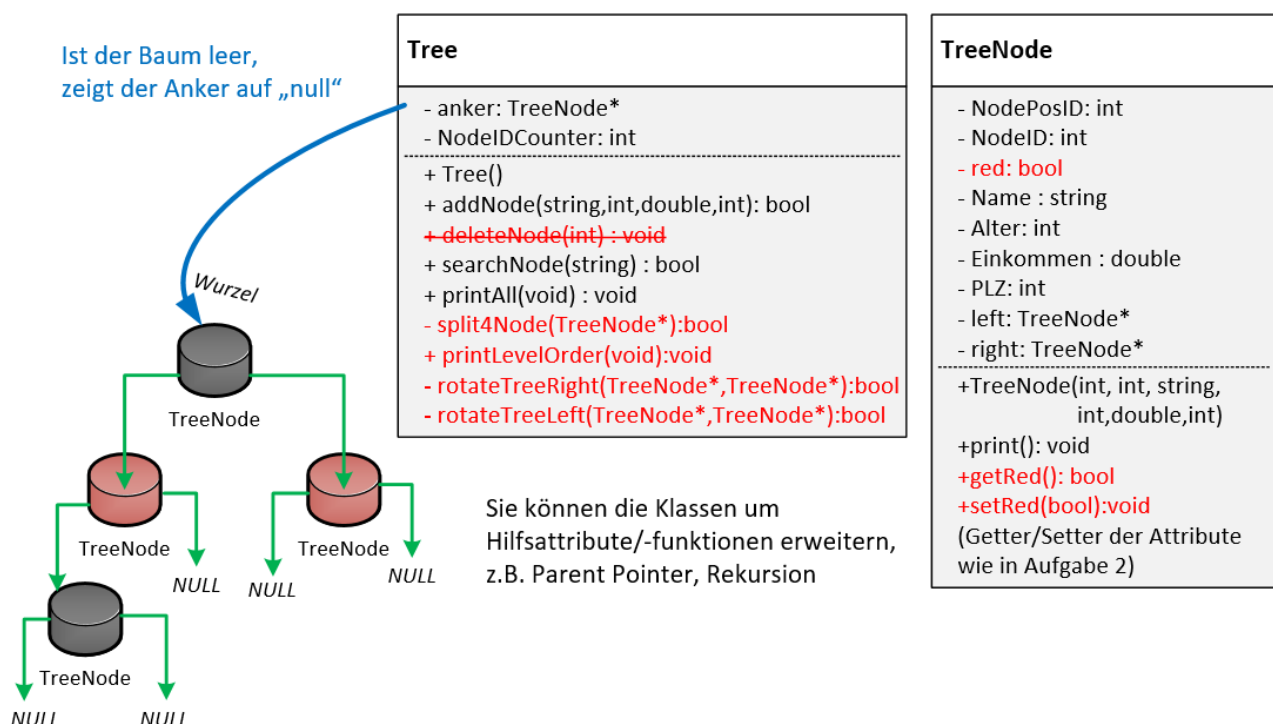 Ist der Baum leer,
zeigt der Anker auf „null“
Wurzel
TreeNode
TreeNode
TreeNode
NULL
NULL
NULL
TreeNode
NULL
NULL
Tree
- anker: TreeNode*
- NodeIDCounter: int
+ Tree()
+ addNode(string,int,double,int): bool
+ deleteNode(int) : void
+ searchNode(string) : bool
+ printAll(void) : void
- split4Node(TreeNode*):bool
+ printLevelOrder(void):void
- rotateTreeRight(TreeNode*,TreeNode*):bool
- rotateTreeLeft(TreeNode*,TreeNode*):bool
Sie können die Klassen um
Hilfsattribute/-funktionen erweitern,
z.B. Parent Pointer, Rekursion
TreeNode
- NodePosID: int
- NodeID: int
- red: bool
- Name : string
- Alter: int
- Einkommen : double
- PLZ: int
- left: TreeNode*
- right: TreeNode*
+TreeNode(int, int, string,
int,double,int)
+print(): void
+getRed(): bool
+setRed(bool):void
(Getter/Setter der Attribute
wie in Aufgabe 2)